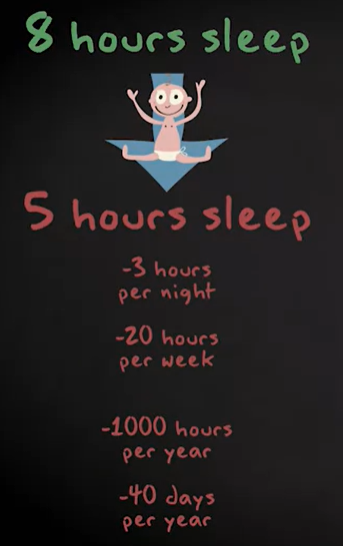 8 hours sleep
5 hours sleep
-3 hours
per night
-20 hours
per week
-1000 hours
per year
-40 days
per year